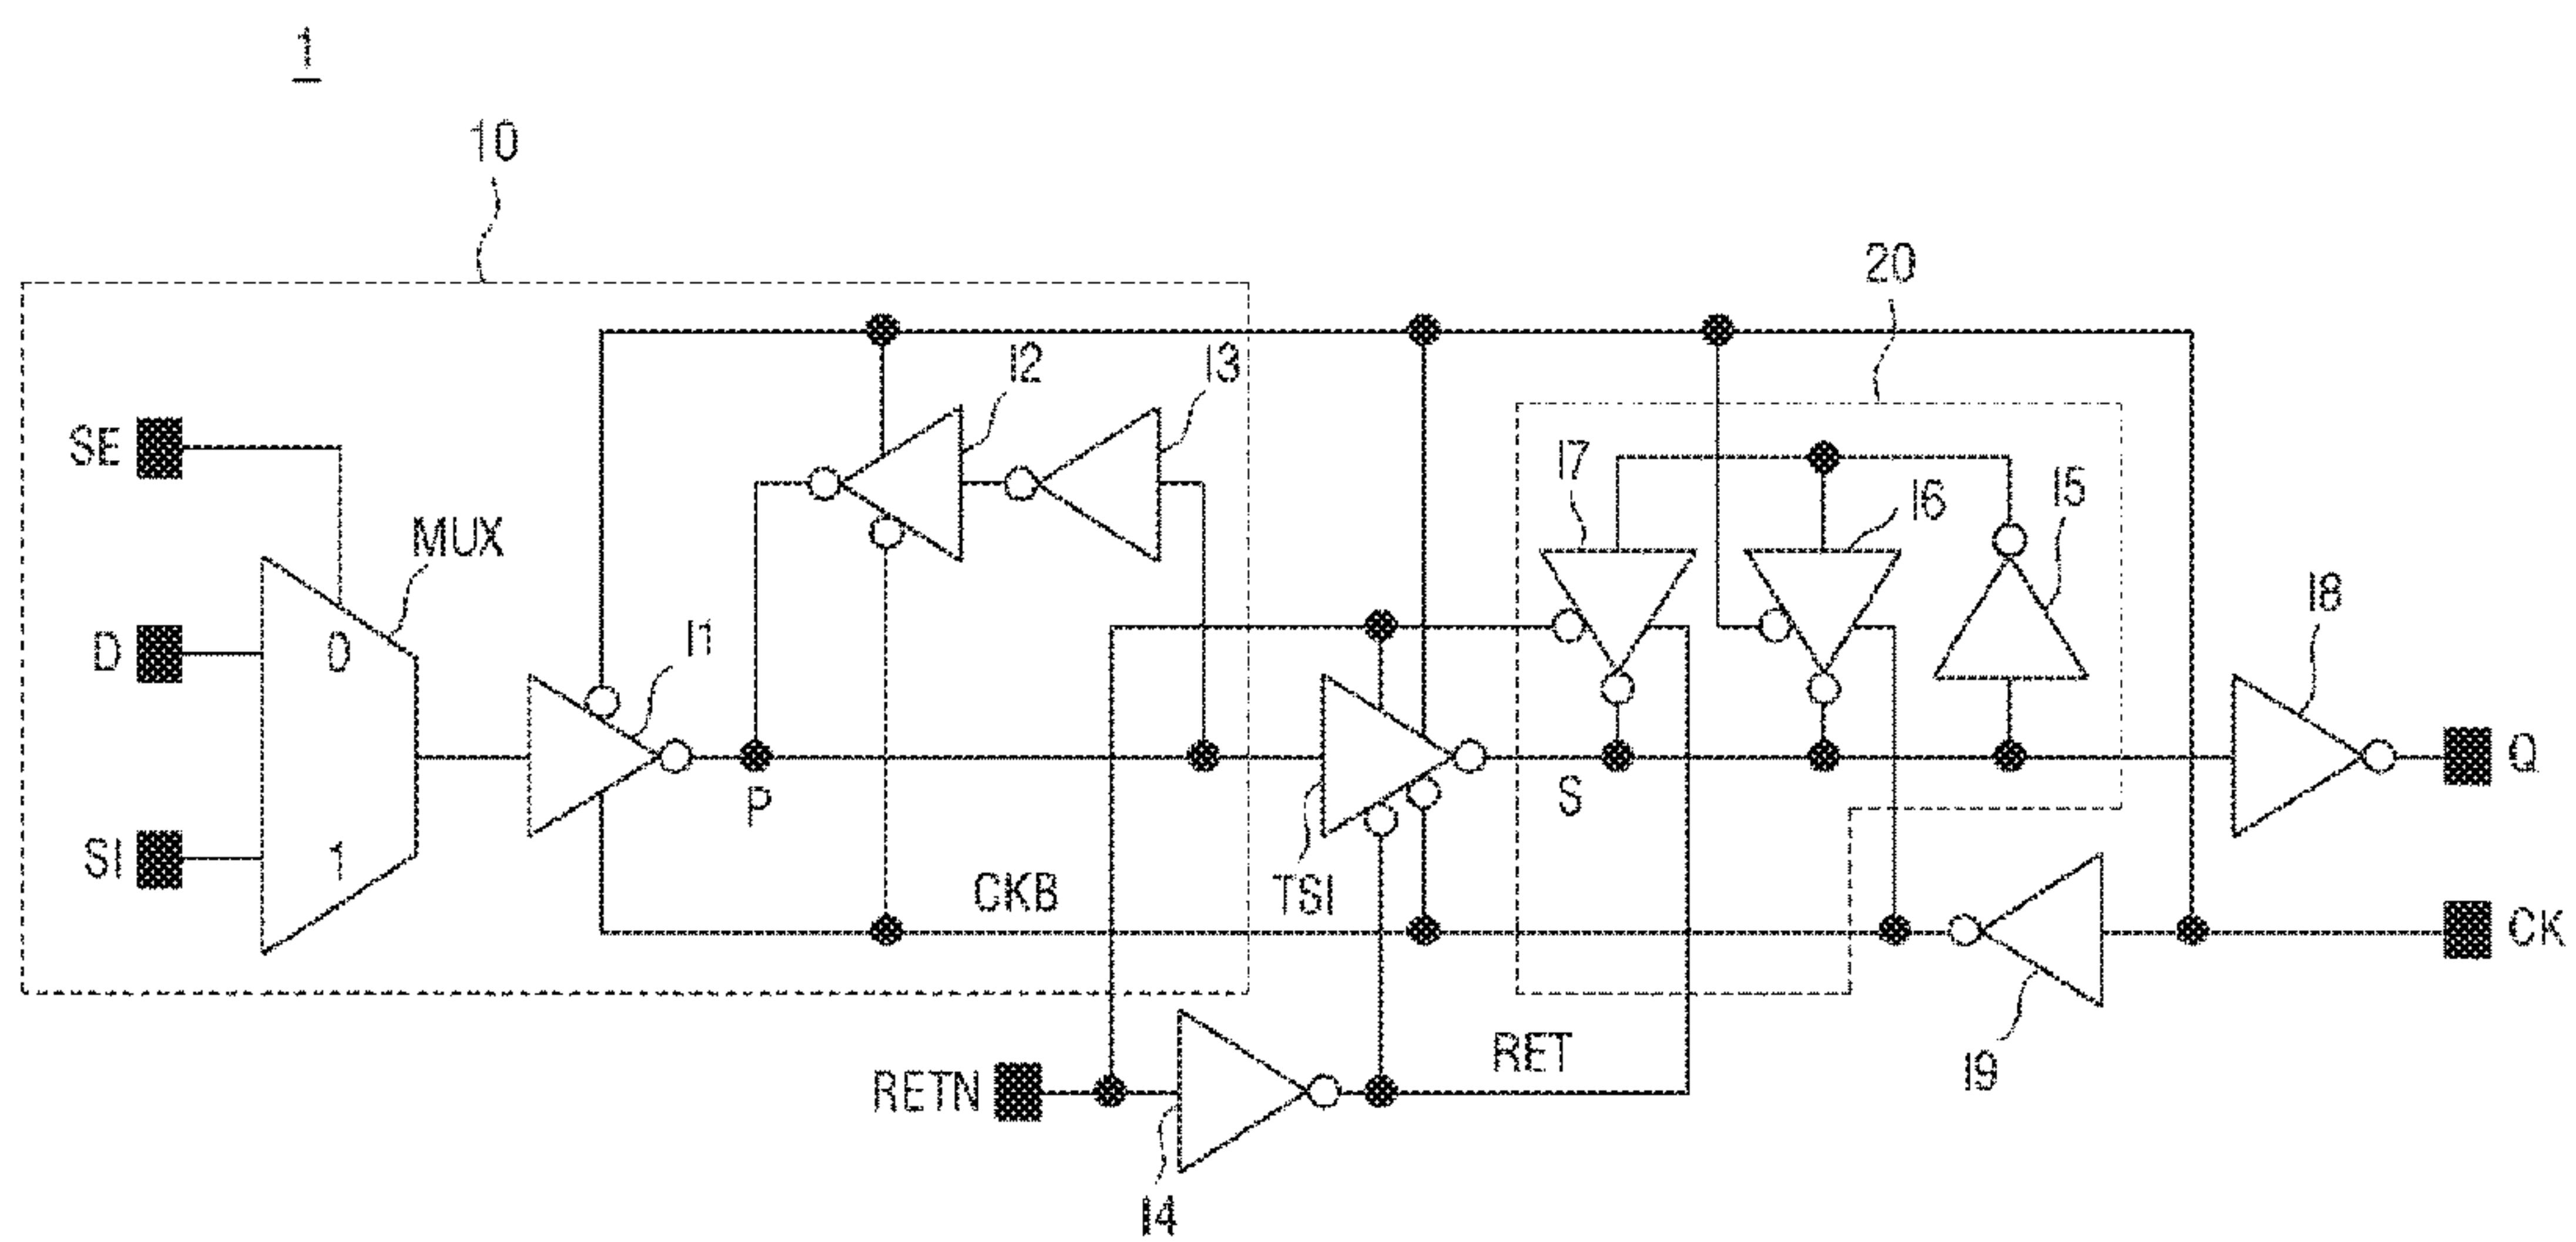 1
10
20
I2
I3
SE
I7
I6
I5
MUX
I8
D
0
I1
Q
P
S
SI
1
CKB
TSI
CK
RET
RETN
I9
I4